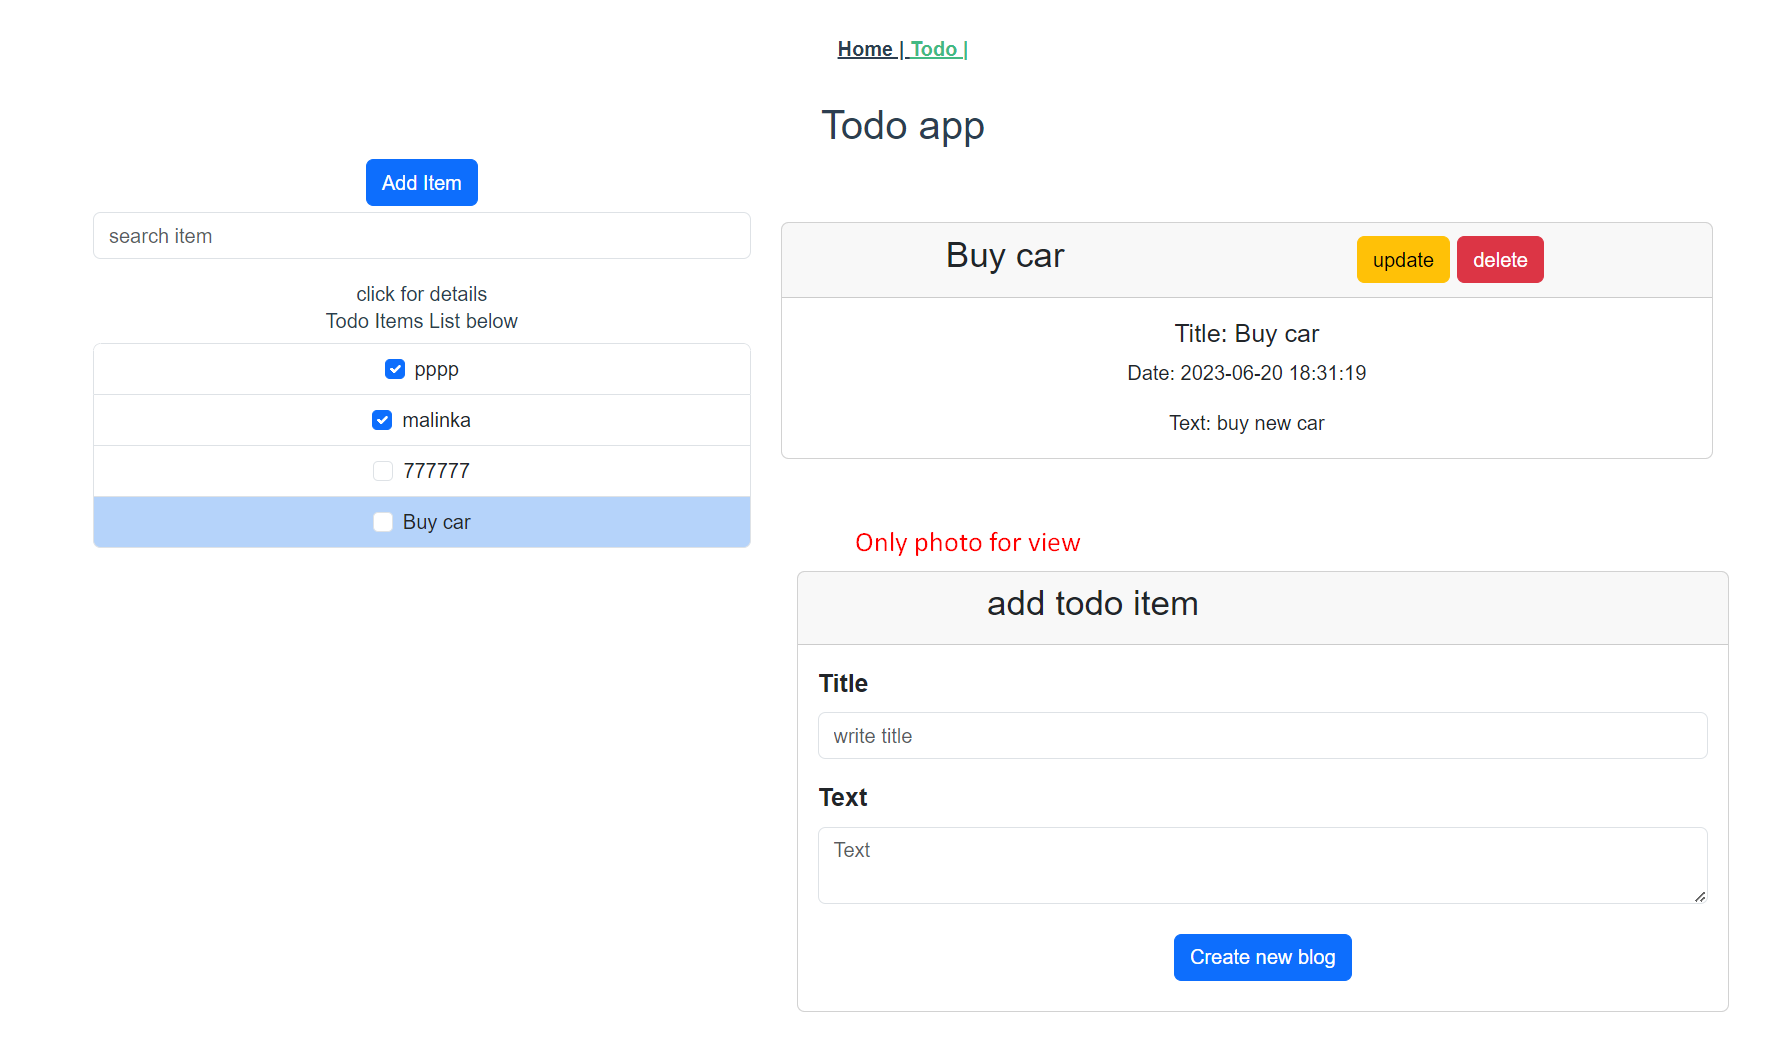 Home | Todo |
Todo app
Add Item
search item
click for details
Todo Items List below
pppp
malinka
777777
Buy car
Buy car
update delete
Title: Buy car
Date: 2023-06-20 18:31:19
Text: buy new car
Only photo for view
add todo item
Title
write title
Text
Text
Create new blog